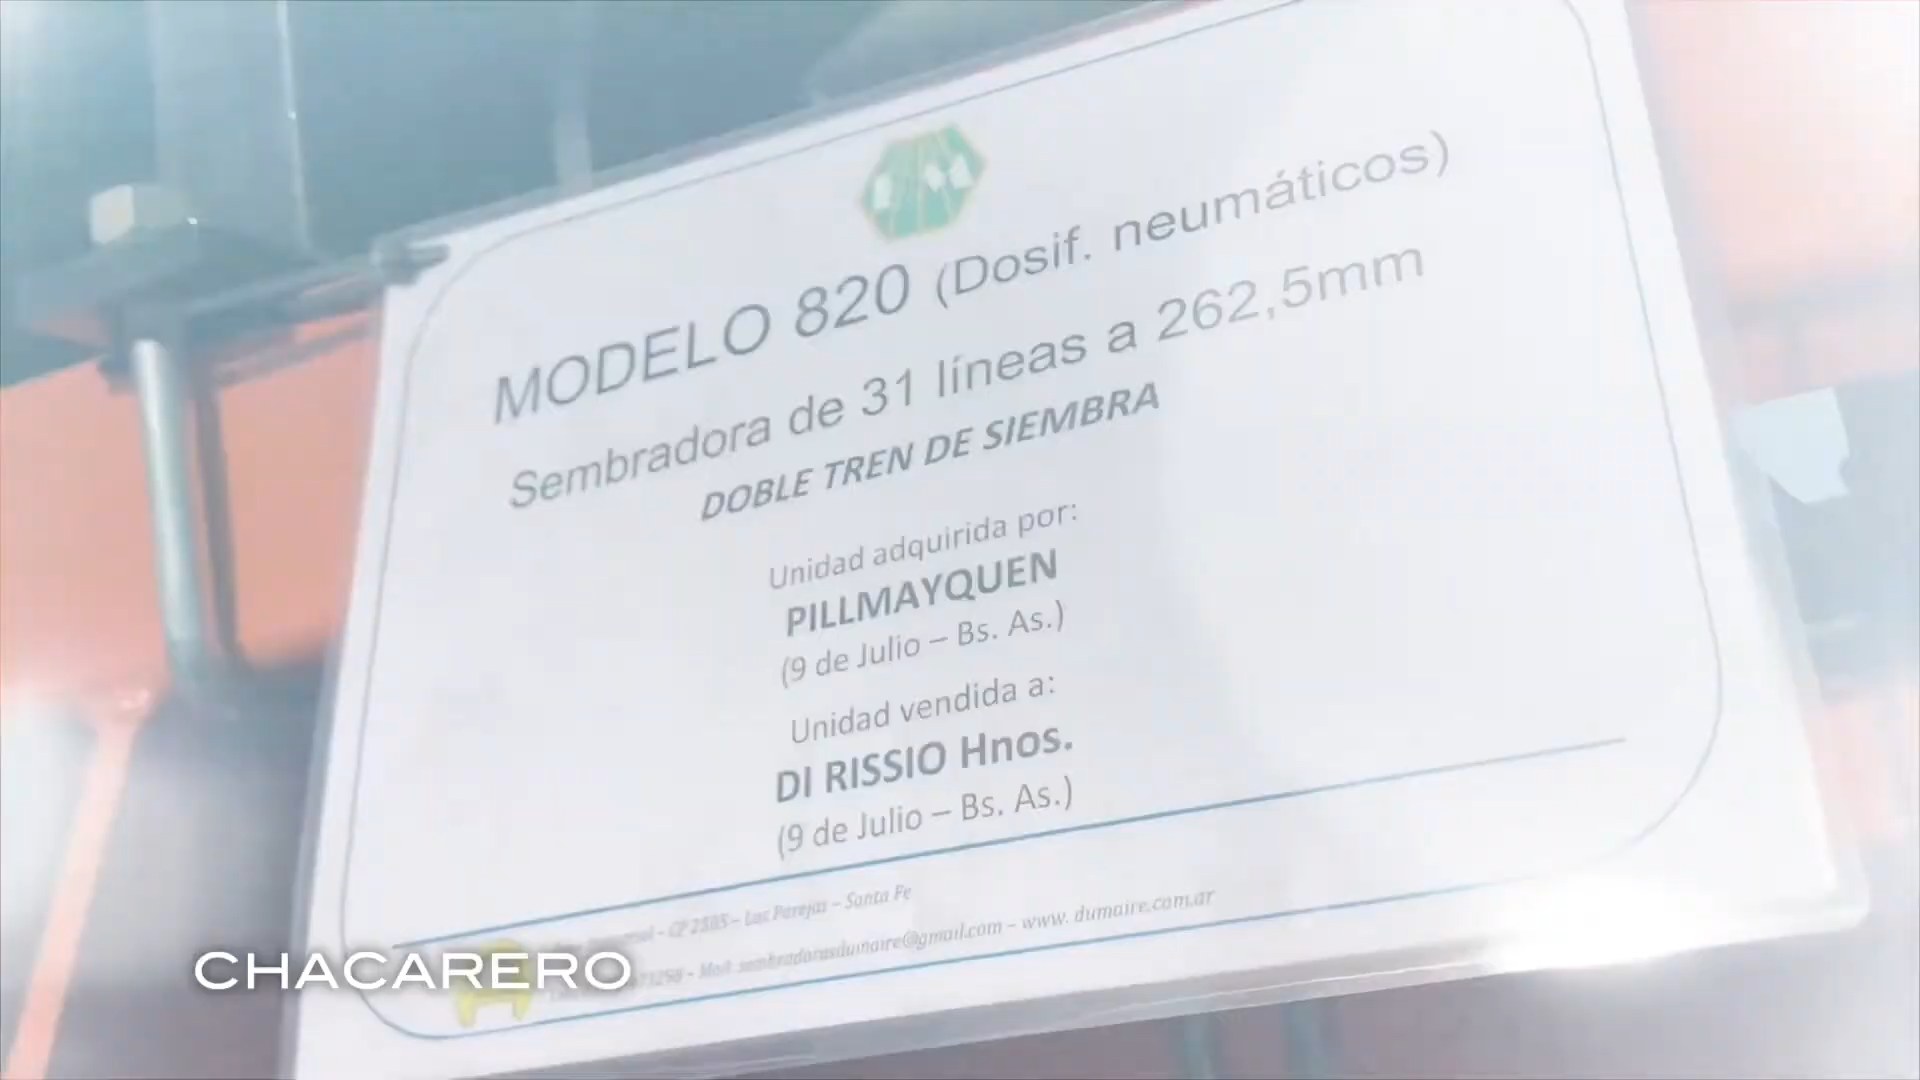 MODELO 820 (Dosif. neumáticos)
Sembradora de 31 líneas a 262,5mm
DOBLE TREN DE SIEMBRA
Unidad adquirida por:
PILLMAYQUEN
(9 de Julio – Bs. As.)
Unidad vendida a:
DI RISSIO Hnos.
(9 de Julio – Bs. As.)
– Las Parejas – Santa Fe
– Mail: sembradorasdumaire@gmail.com – www. dumaire.com.ar
CHACARERO